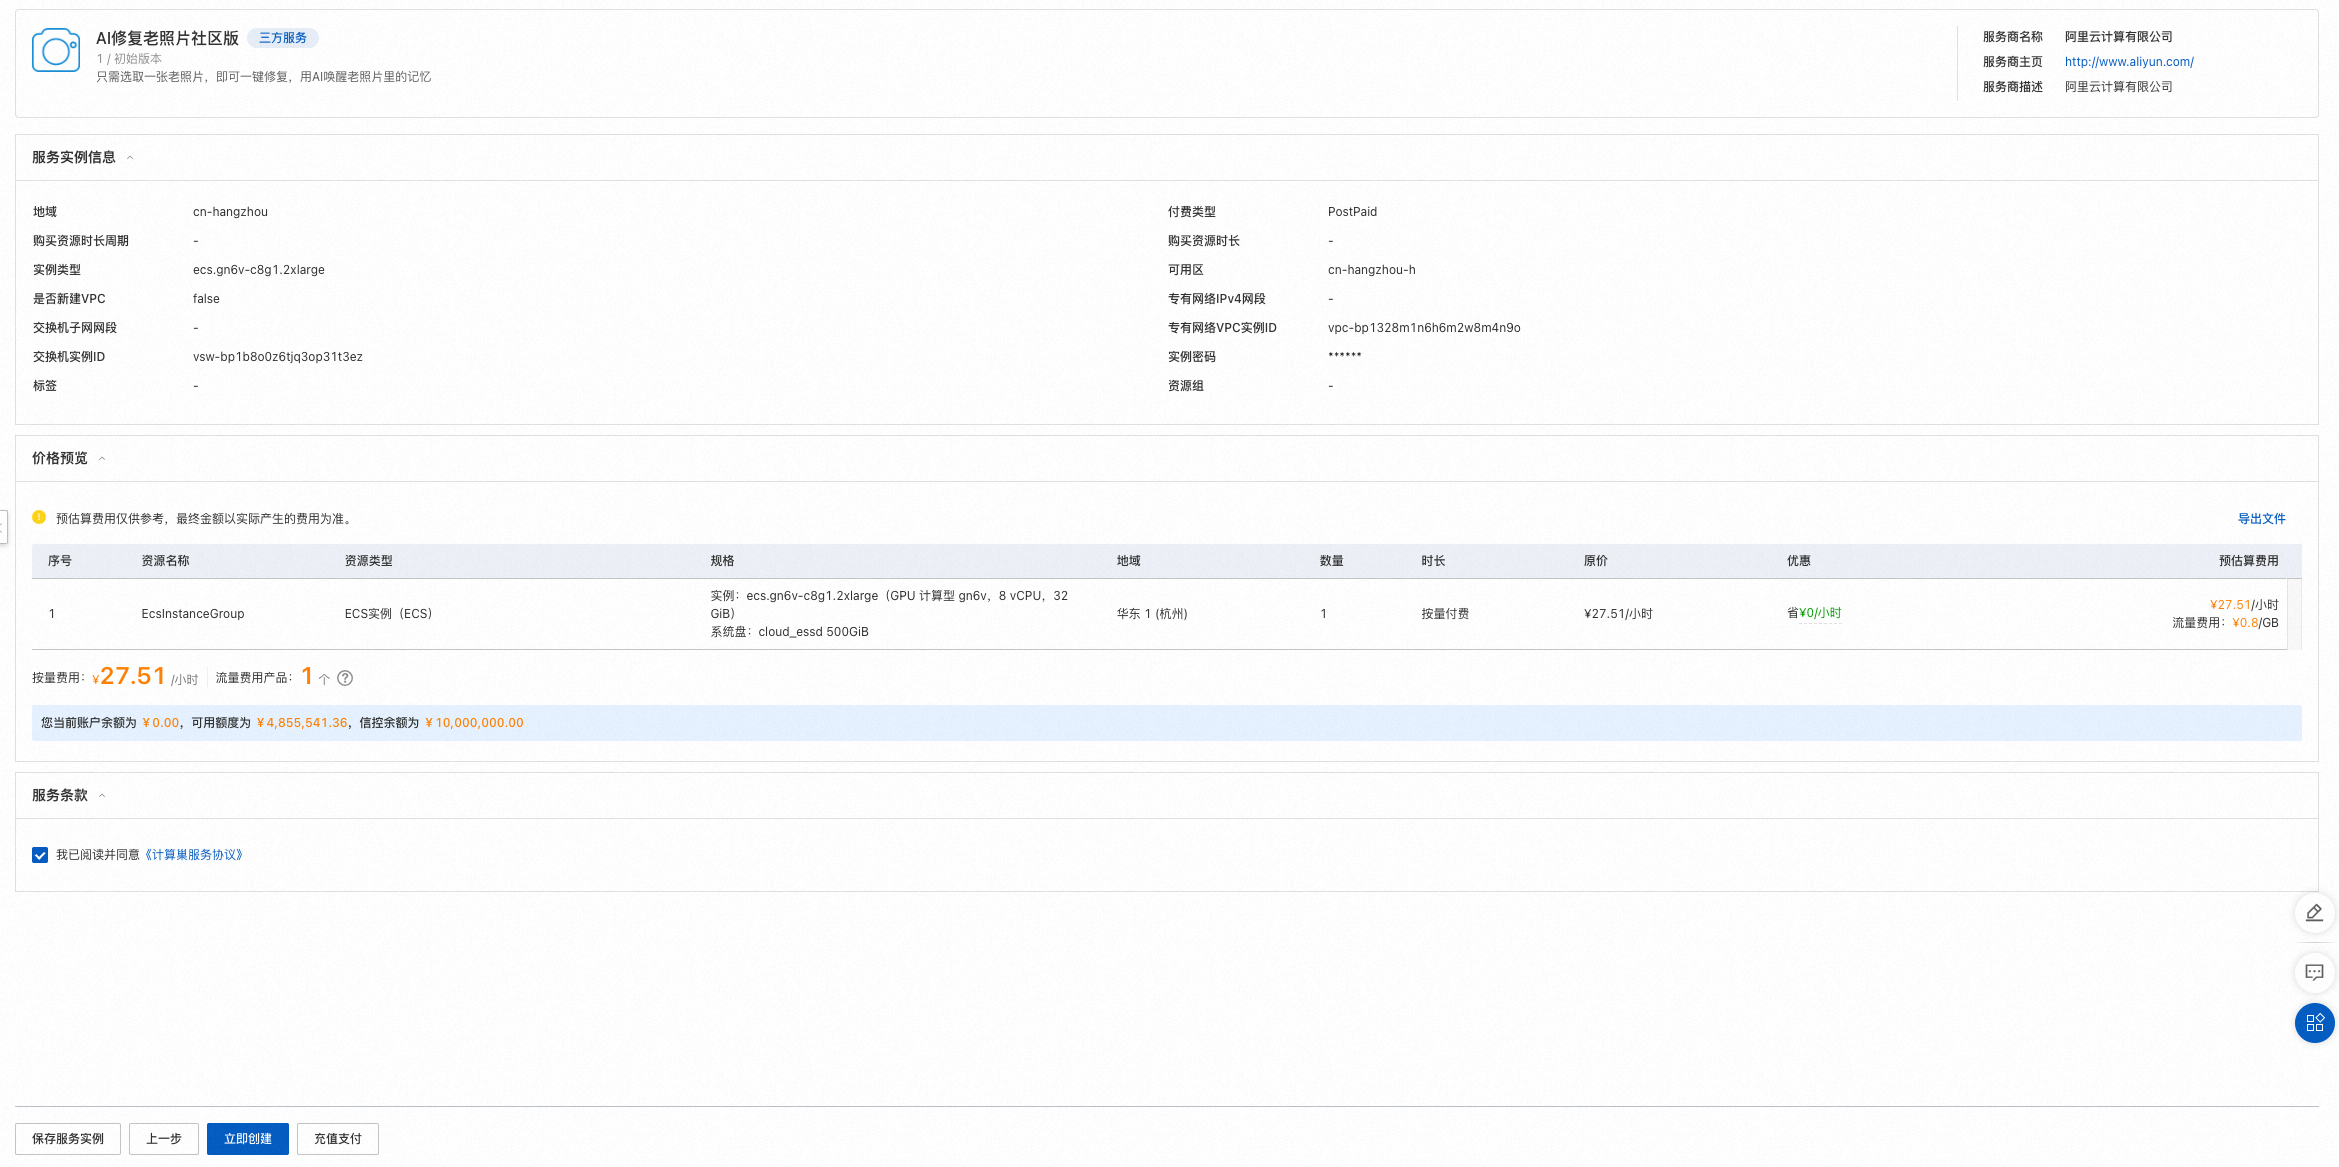 AI修复老照片社区版 三方服务
1 / 初始版本
只需选取一张老照片，即可一键修复，用AI唤醒老照片里的记忆
服务商名称 阿里云计算有限公司
服务商主页 http://www.aliyun.com/
服务商描述 阿里云计算有限公司
服务实例信息
地域 cn-hangzhou 付费类型 PostPaid
购买资源时长周期 - 购买资源时长 -
实例类型 ecs.gn6v-c8g1.2xlarge 可用区 cn-hangzhou-h
是否新建VPC false 专有网络IPv4网段 -
交换机子网网段 - 专有网络VPC实例ID vpc-bp1328m1n6h6m2w8m4n9o
交换机实例ID vsw-bp1b8o0z6tjq3op31t3ez 实例密码 ******
标签 - 资源组 -
价格预览
预估算费用仅供参考，最终金额以实际产生的费用为准。 导出文件
序号 资源名称 资源类型 规格 地域 数量 时长 原价 优惠 预估算费用
1 EcsInstanceGroup ECS实例（ECS） 实例：ecs.gn6v-c8g1.2xlarge（GPU 计算型 gn6v，8 vCPU，32
GiB）
系统盘：cloud_essd 500GiB
华东 1 (杭州) 1 按量付费 ¥27.51/小时 省¥0/小时 ¥27.51/小时
流量费用：¥0.8/GB
按量费用：¥27.51 /小时 流量费用产品：1 个 ?
您当前账户余额为 ¥0.00，可用额度为 ¥4,855,541.36，信控余额为 ¥10,000,000.00
服务条款
我已阅读并同意《计算巢服务协议》
保存服务实例 上一步 立即创建 充值支付